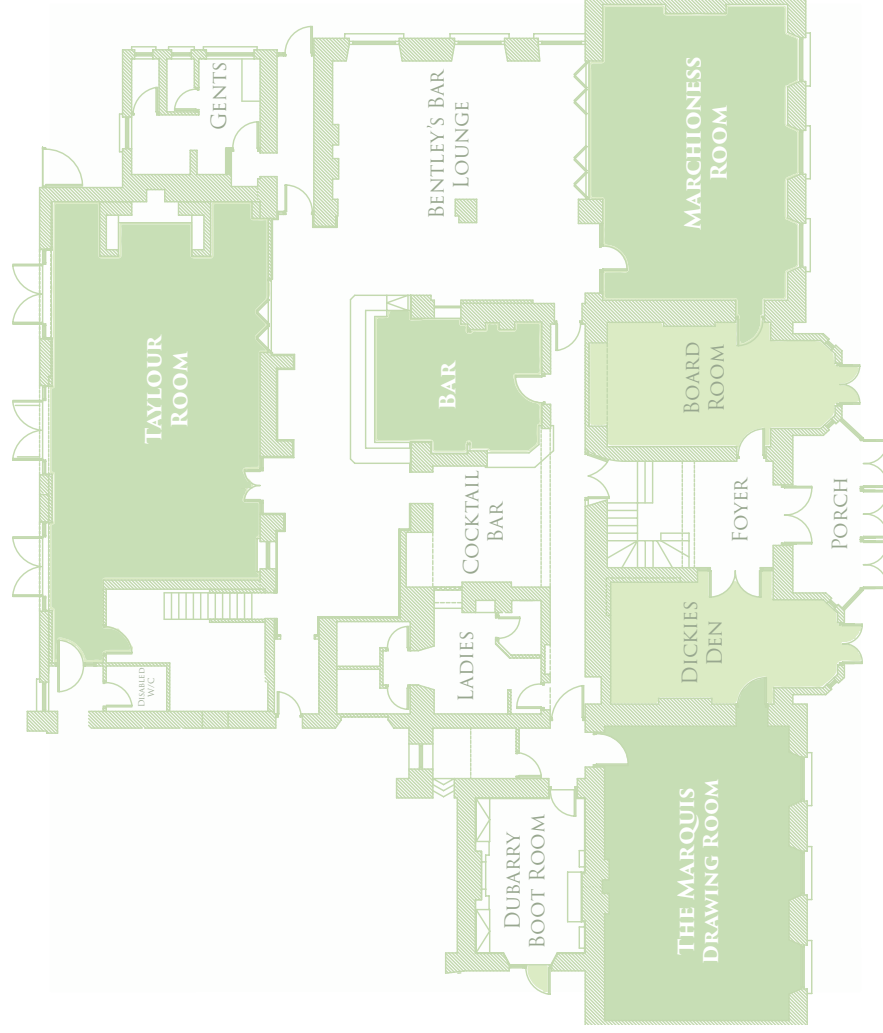 GENTS
BENTLEY'S BAR
LOUNGE
MARCHIONESS
ROOM
TAYLOUR
ROOM
BAR
BOARD
ROOM
COCKTAIL
BAR
FOYER
PORCH
LADIES
DICKIES
DEN
DISABLED
W/C
DUBARRY
BOOT ROOM
THE MARQUIS
DRAWING ROOM